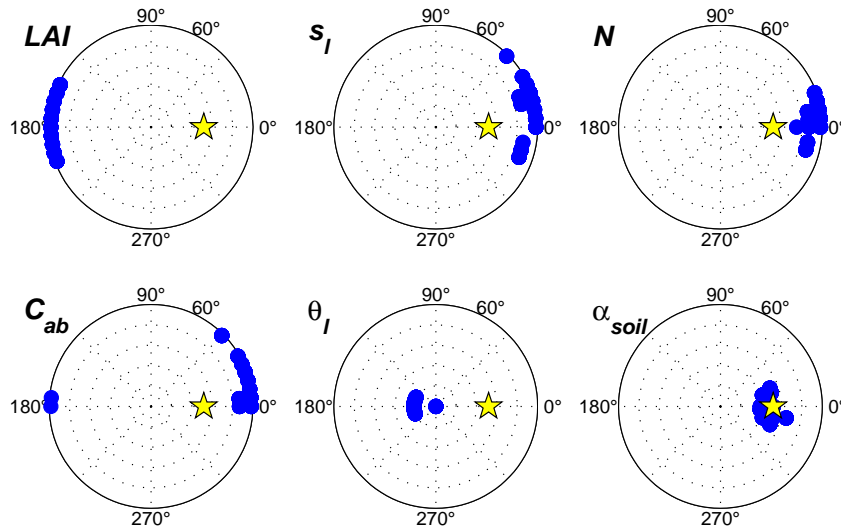 LAI 90° 60° 180° 0° 270°
s_l 90° 60° 180° 0° 270°
N 90° 60° 180° 0° 270°
C_ab 90° 60° 180° 0° 270°
θ_l 90° 60° 180° 0° 270°
α_soil 90° 60° 180° 0° 270°